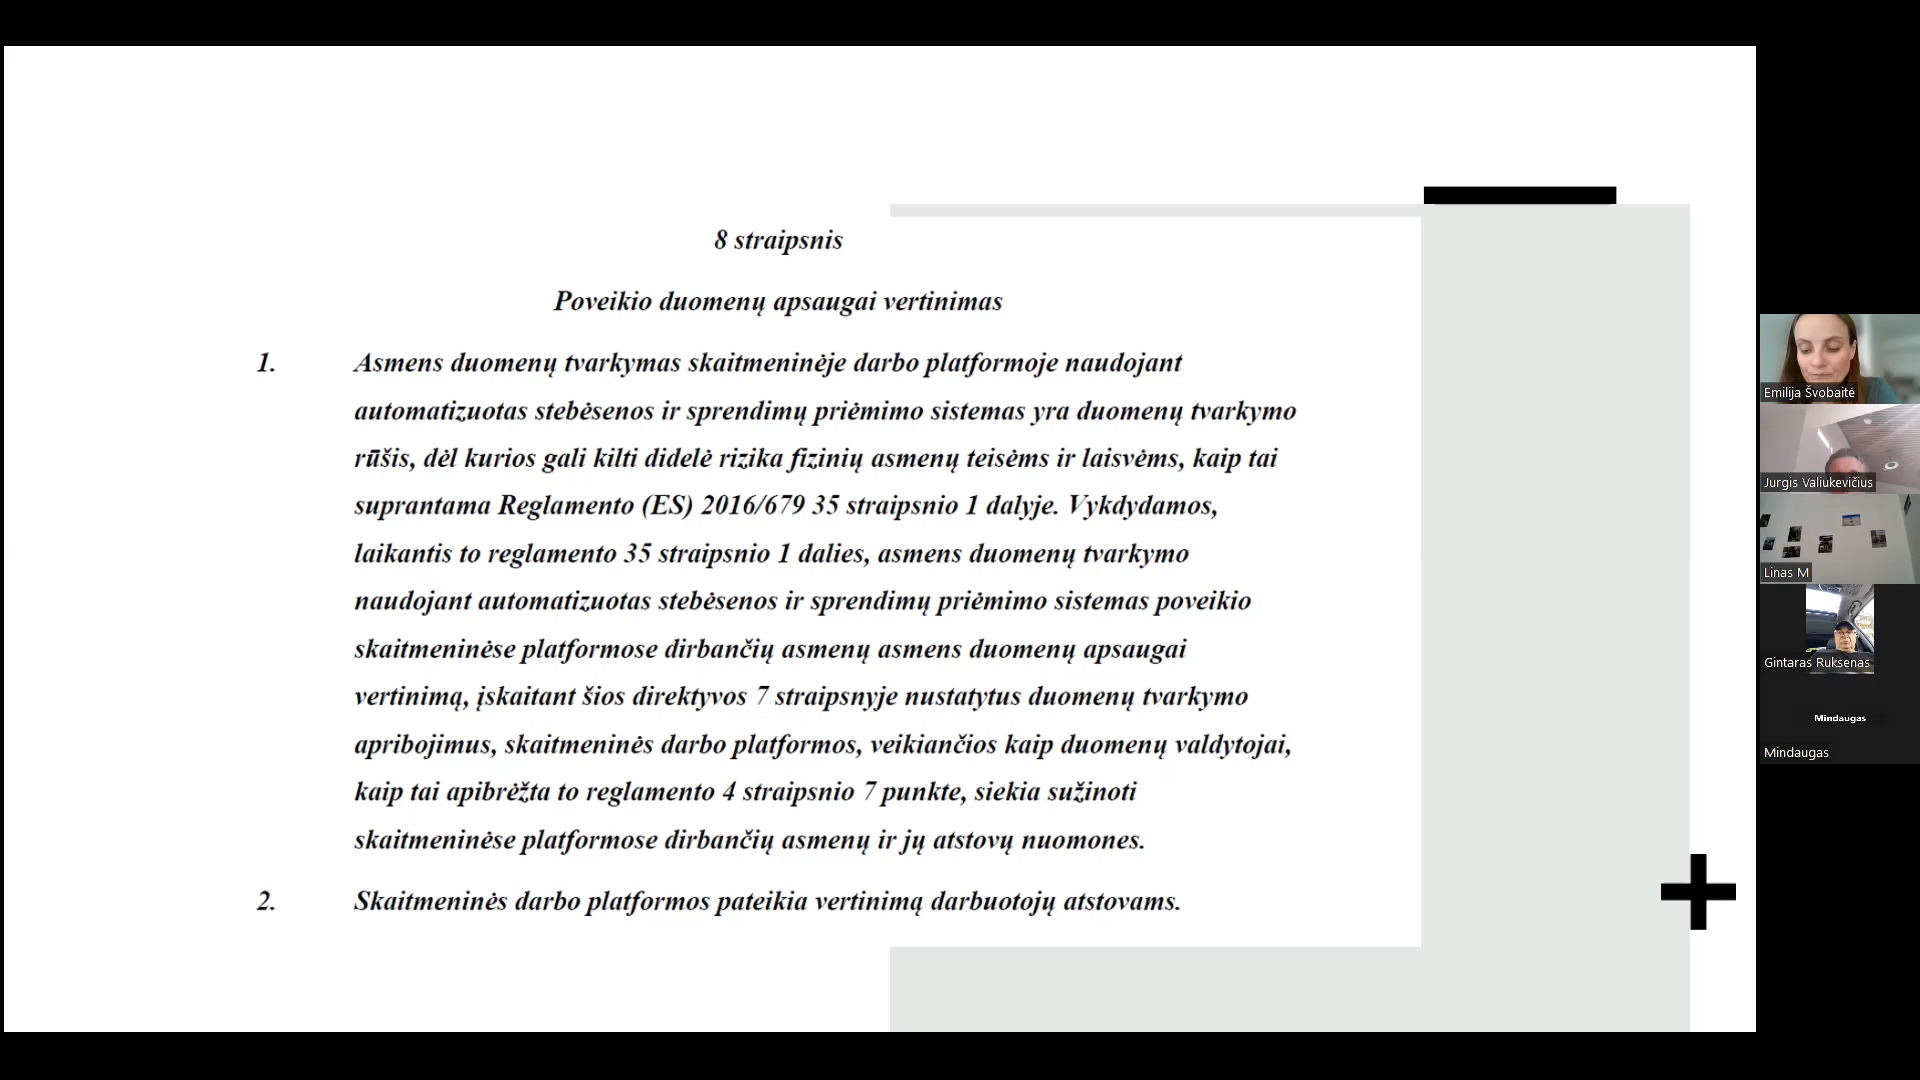 8 straipsnis
Poveikio duomenų apsaugai vertinimas
1. Asmens duomenų tvarkymas skaitmeninėje darbo platformoje naudojant
automatizuotas stebėsenos ir sprendimų priėmimo sistemas yra duomenų tvarkymo
rūšis, dėl kurios gali kilti didelė rizika fizinių asmenų teisėms ir laisvėms, kaip tai
suprantama Reglamento (ES) 2016/679 35 straipsnio 1 dalyje. Vykdydamos,
laikantis to reglamento 35 straipsnio 1 dalies, asmens duomenų tvarkymo
naudojant automatizuotas stebėsenos ir sprendimų priėmimo sistemas poveikio
skaitmeninėse platformose dirbančių asmenų asmens duomenų apsaugai
vertinimą, įskaitant šios direktyvos 7 straipsnyje nustatytus duomenų tvarkymo
apribojimus, skaitmeninės darbo platformos, veikiančios kaip duomenų valdytojai,
kaip tai apibrėžta to reglamento 4 straipsnio 7 punkte, siekia sužinoti
skaitmeninėse platformose dirbančių asmenų ir jų atstovų nuomones.
2. Skaitmeninės darbo platformos pateikia vertinimą darbuotojų atstovams.
Emilija Švobaitė
Jurgis Valiukevičius
Linas M
Gintaras Ruksenas
Mindaugas
Mindaugas